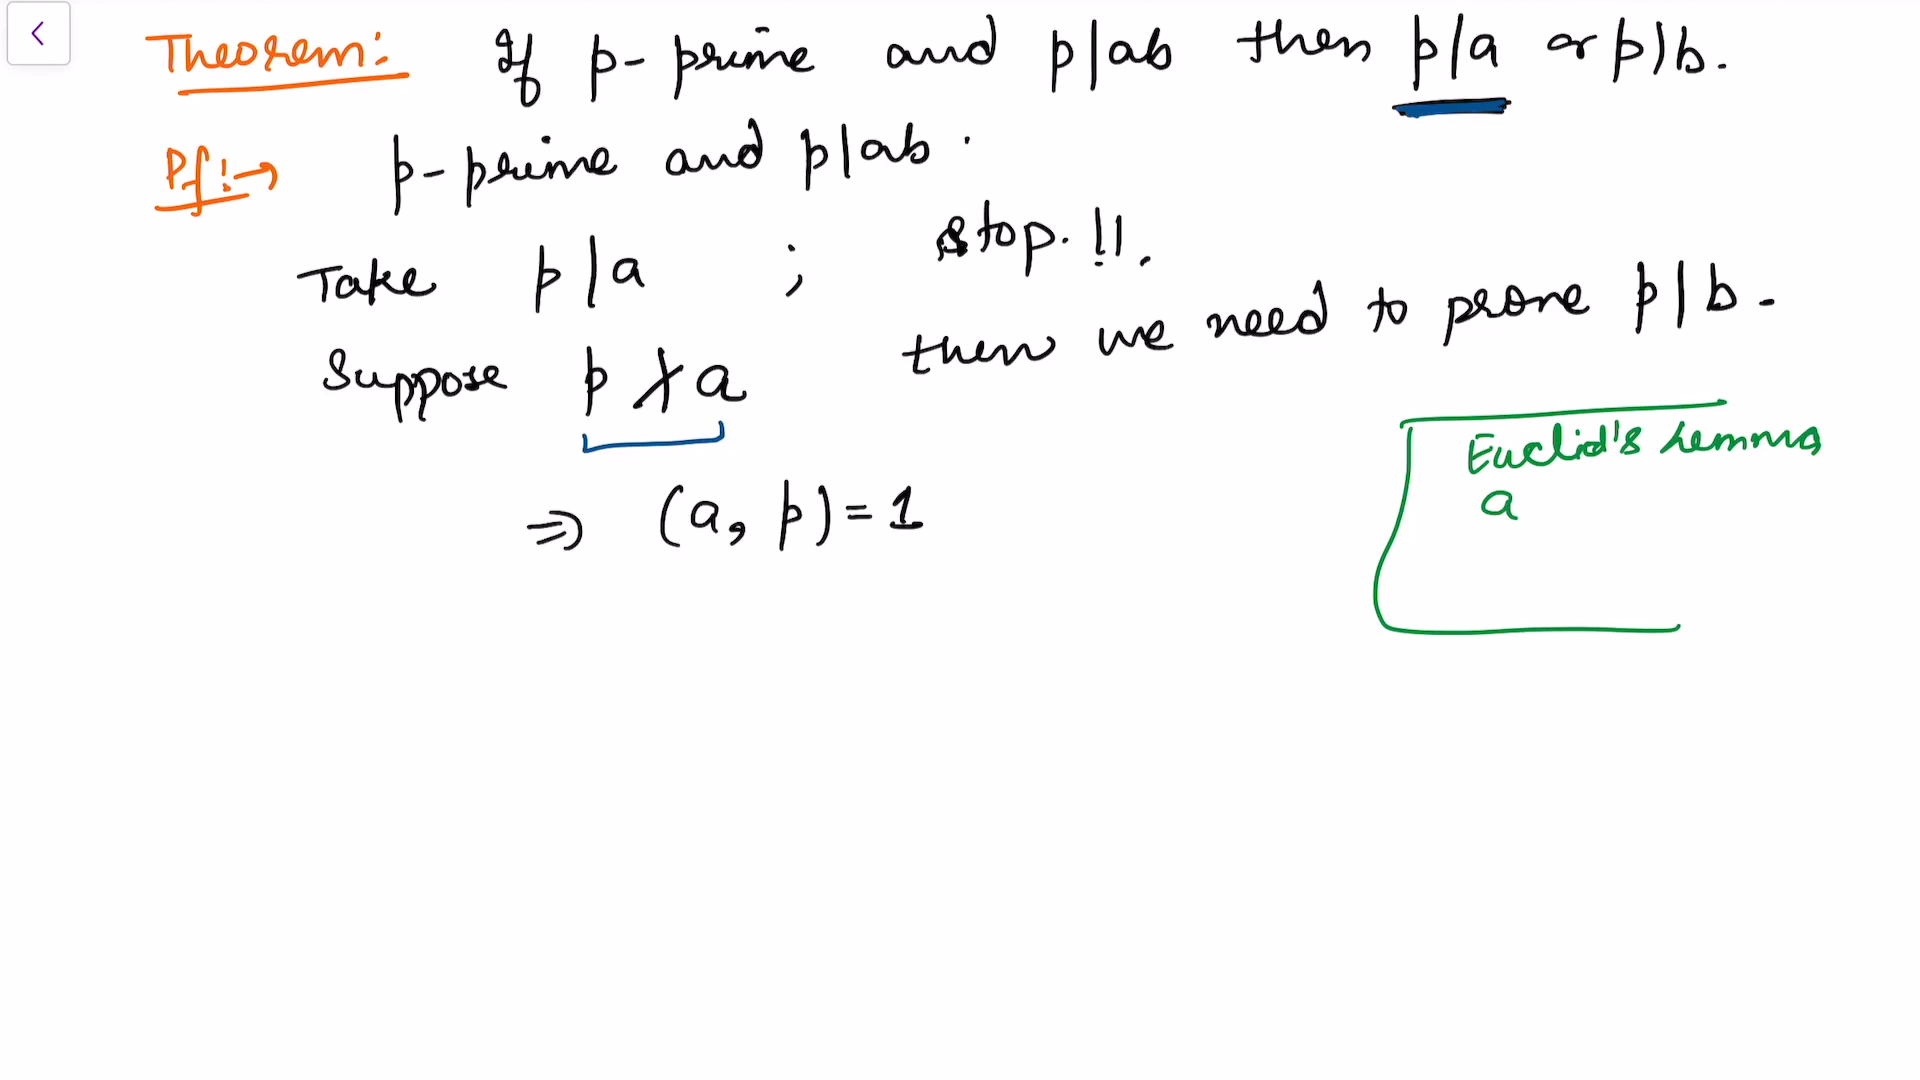 Theorem: If p- prime and p|ab then p|a or p|b.
Pf:→ p-prime and p|ab.
Take p|a ; stop.!!.
Suppose p∤a then we need to prove p|b.
Euclid's Lemma
a
⇒ (a, p)=1